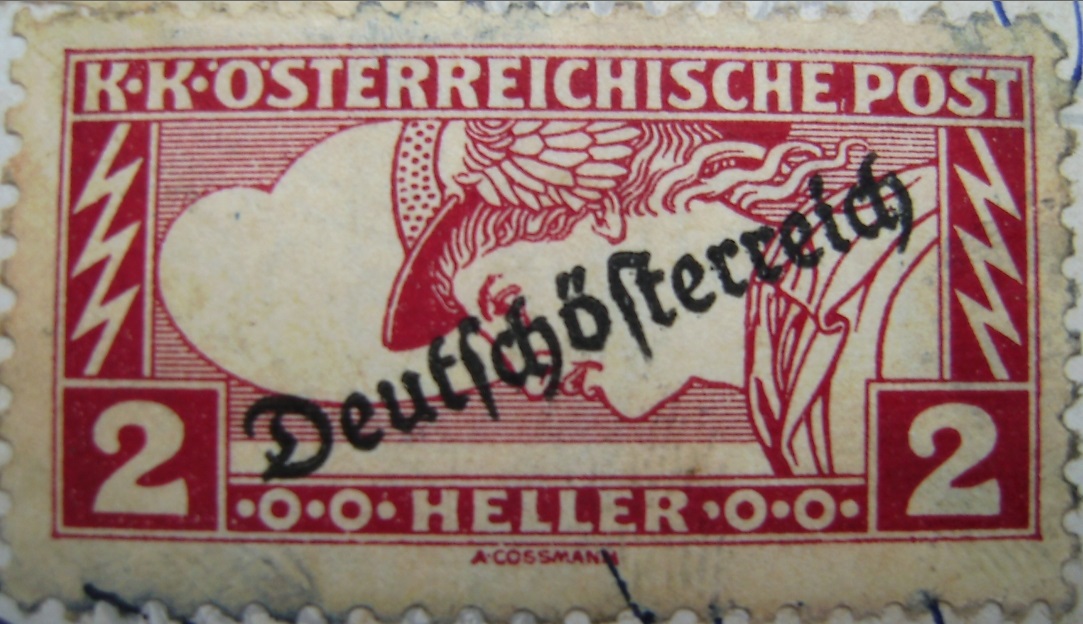 K·K·ÖSTERREICHISCHE POST
Deutſchöſterreich
2 ·O·O· HELLER ·O·O· 2
A·COSSMANN